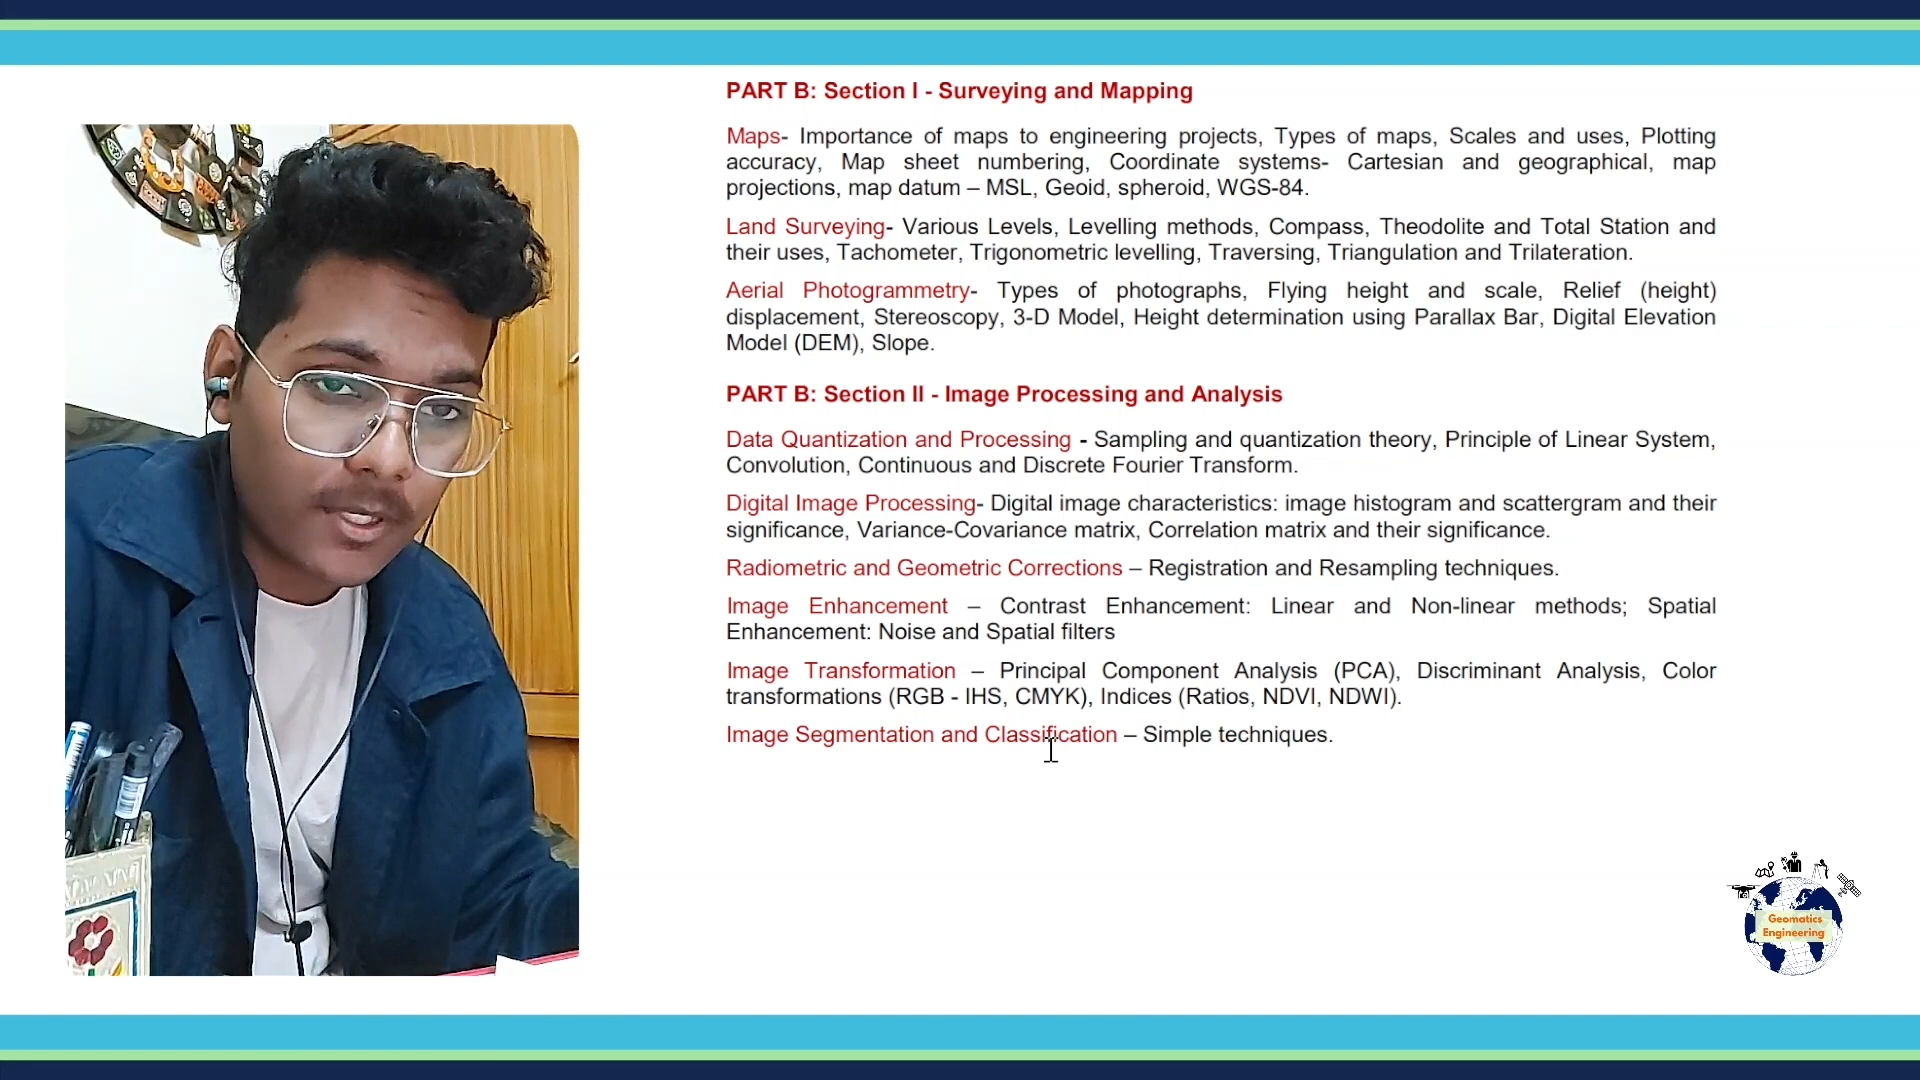 PART B: Section I - Surveying and Mapping
Maps- Importance of maps to engineering projects, Types of maps, Scales and uses, Plotting
accuracy, Map sheet numbering, Coordinate systems- Cartesian and geographical, map
projections, map datum – MSL, Geoid, spheroid, WGS-84.
Land Surveying- Various Levels, Levelling methods, Compass, Theodolite and Total Station and
their uses, Tachometer, Trigonometric levelling, Traversing, Triangulation and Trilateration.
Aerial Photogrammetry- Types of photographs, Flying height and scale, Relief (height)
displacement, Stereoscopy, 3-D Model, Height determination using Parallax Bar, Digital Elevation
Model (DEM), Slope.
PART B: Section II - Image Processing and Analysis
Data Quantization and Processing - Sampling and quantization theory, Principle of Linear System,
Convolution, Continuous and Discrete Fourier Transform.
Digital Image Processing- Digital image characteristics: image histogram and scattergram and their
significance, Variance-Covariance matrix, Correlation matrix and their significance.
Radiometric and Geometric Corrections – Registration and Resampling techniques.
Image Enhancement – Contrast Enhancement: Linear and Non-linear methods; Spatial
Enhancement: Noise and Spatial filters
Image Transformation – Principal Component Analysis (PCA), Discriminant Analysis, Color
transformations (RGB - IHS, CMYK), Indices (Ratios, NDVI, NDWI).
Image Segmentation and Classification – Simple techniques.
Geomatics
Engineering